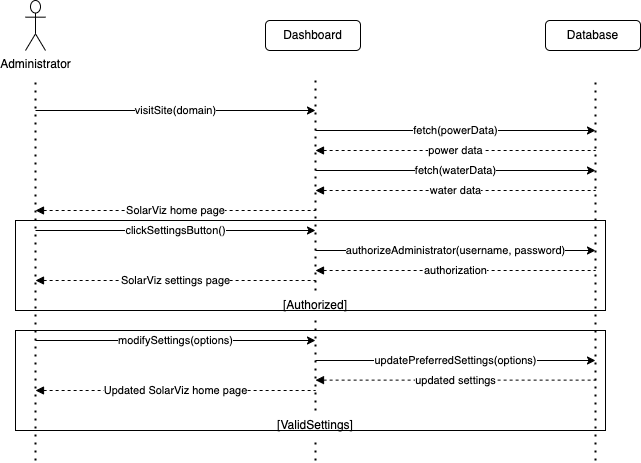 Dashboard
Database
Administrator
visitSite(domain)
fetch(powerData)
power data
fetch(waterData)
water data
SolarViz home page
clickSettingsButton()
authorizeAdministrator(username, password)
authorization
SolarViz settings page
[Authorized]
modifySettings(options)
updatePreferredSettings(options)
updated settings
Updated SolarViz home page
[ValidSettings]